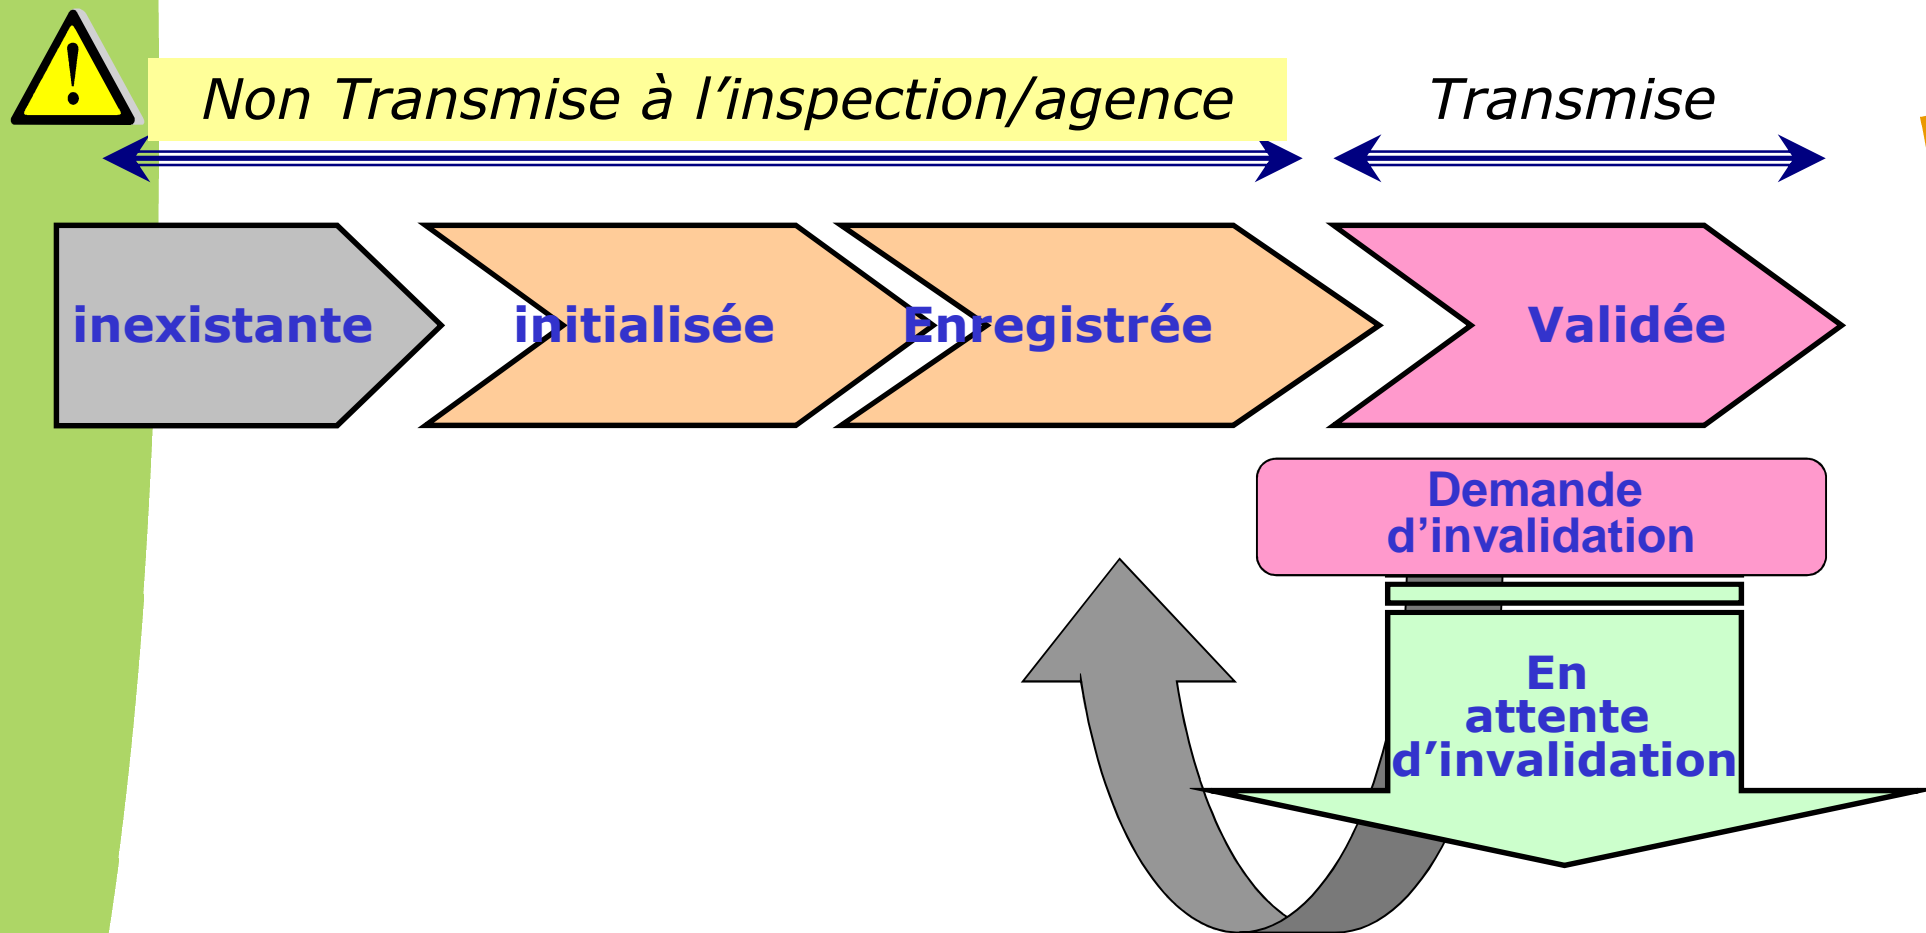 Non Transmise à l’inspection/agence
Transmise
inexistante
initialisée
Enregistrée
Validée
Demande
d’invalidation
En
attente
d’invalidation